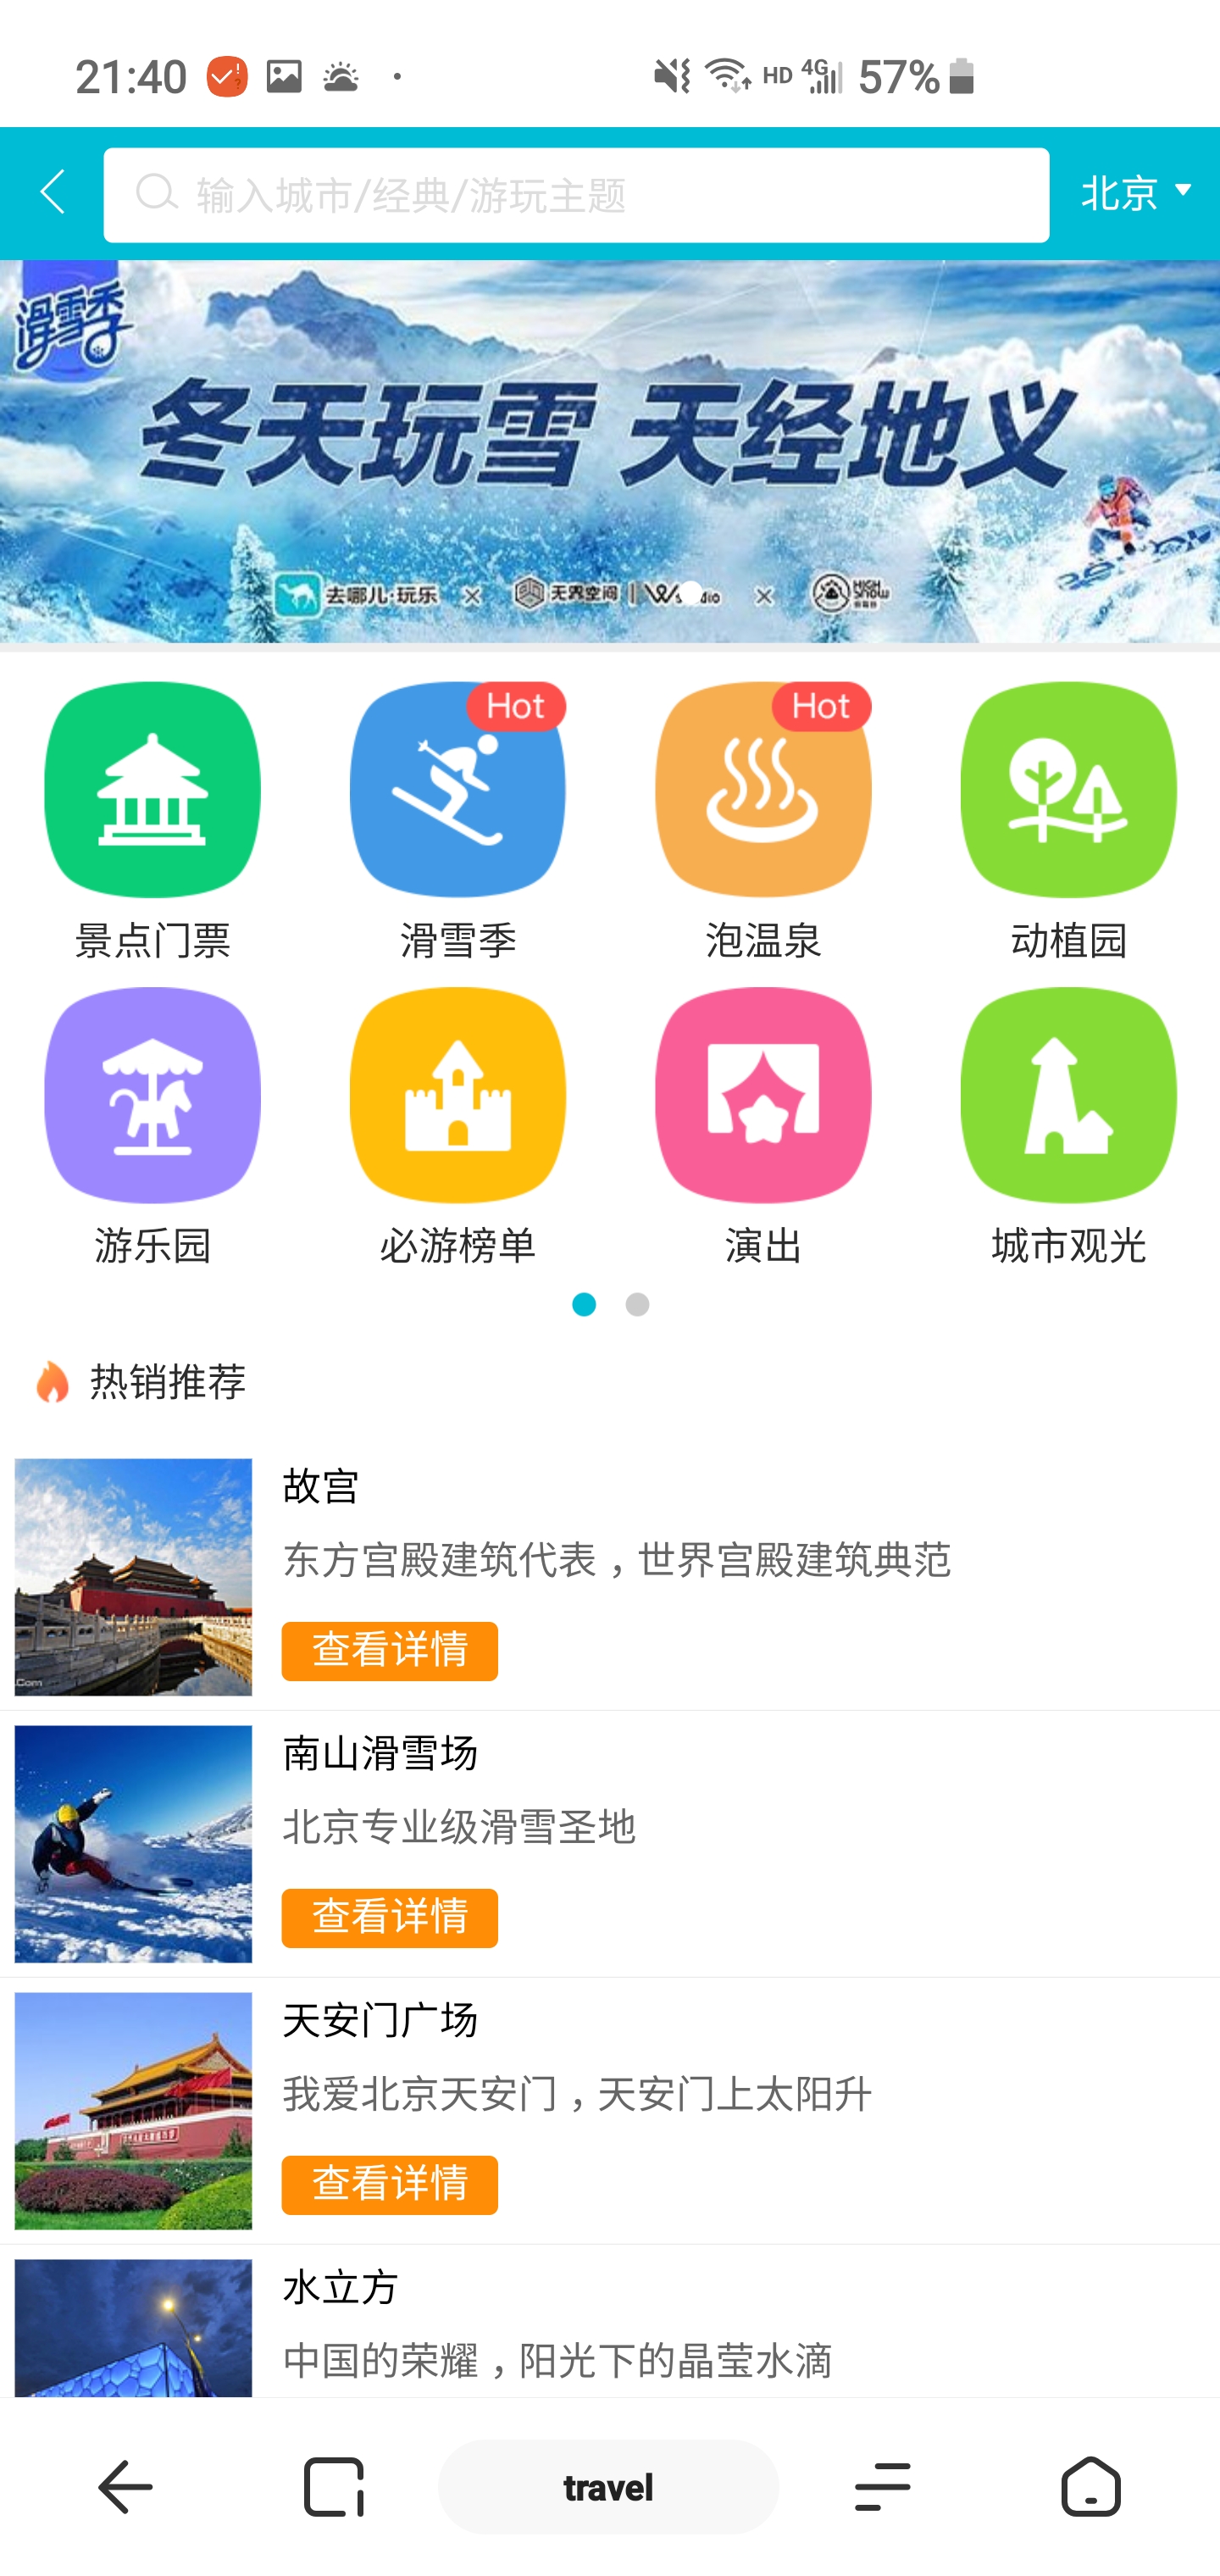 21:40
HD 4G 57%
输入城市/经典/游玩主题
北京
滑雪季
冬天玩雪 天经地义
去哪儿·玩乐 × 无界空间 × HIGH Show
Hot
Hot
景点门票 滑雪季 泡温泉 动植园
游乐园 必游榜单 演出 城市观光
热销推荐
故宫
东方宫殿建筑代表，世界宫殿建筑典范
查看详情
.Com
南山滑雪场
北京专业级滑雪圣地
查看详情
天安门广场
我爱北京天安门，天安门上太阳升
查看详情
水立方
中国的荣耀，阳光下的晶莹水滴
travel